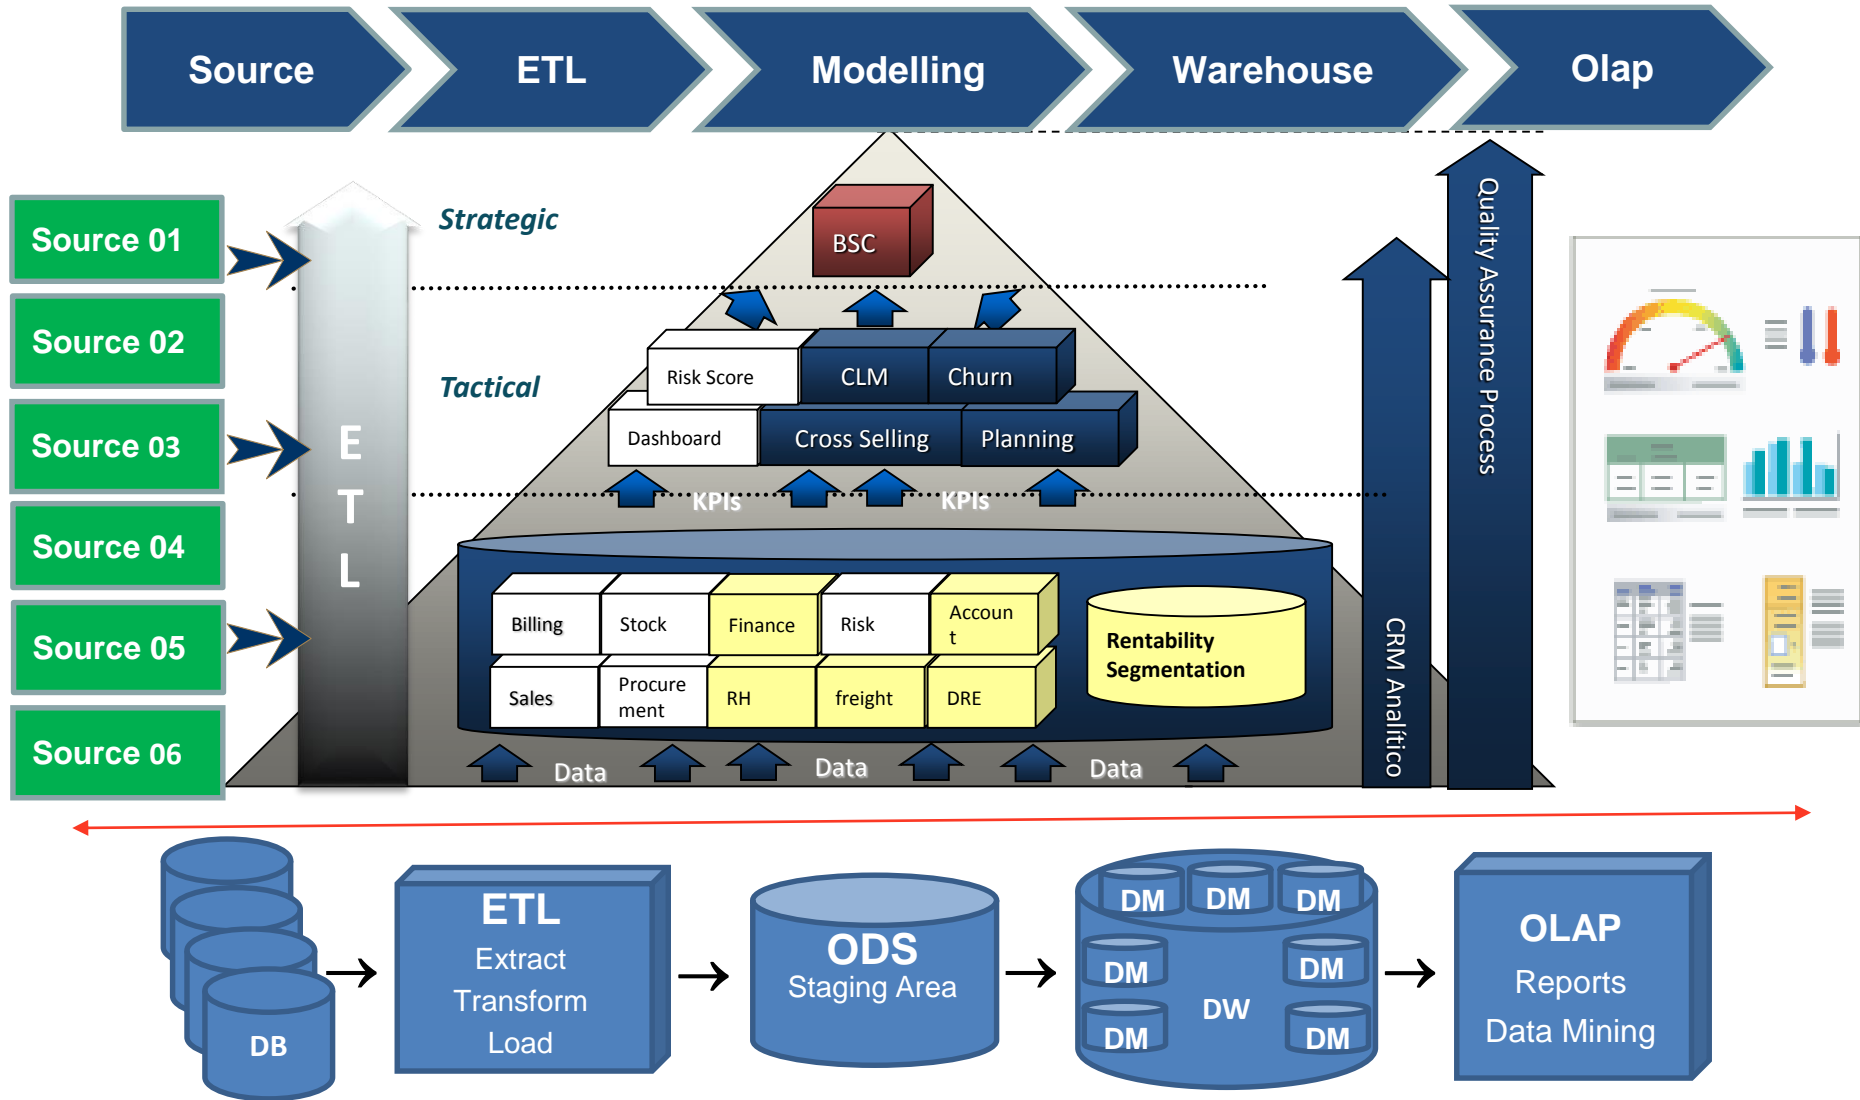 Source
ETL
Modelling
Warehouse
Olap
Source 01
Source 02
Source 03
Source 04
Source 05
Source 06
E
T
L
Strategic
Tactical
BSC
Risk Score
CLM
Churn
Dashboard
Cross Selling
Planning
KPIs
KPIs
Billing
Stock
Finance
Risk
Accoun
t
Sales
Procure
ment
RH
freight
DRE
Rentability
Segmentation
Data
Data
Data
CRM Analítico
Quality Assurance Process
DB
ETL
Extract
Transform
Load
ODS
Staging Area
DM
DM
DM
DM
DM
DM
DM
DW
OLAP
Reports
Data Mining